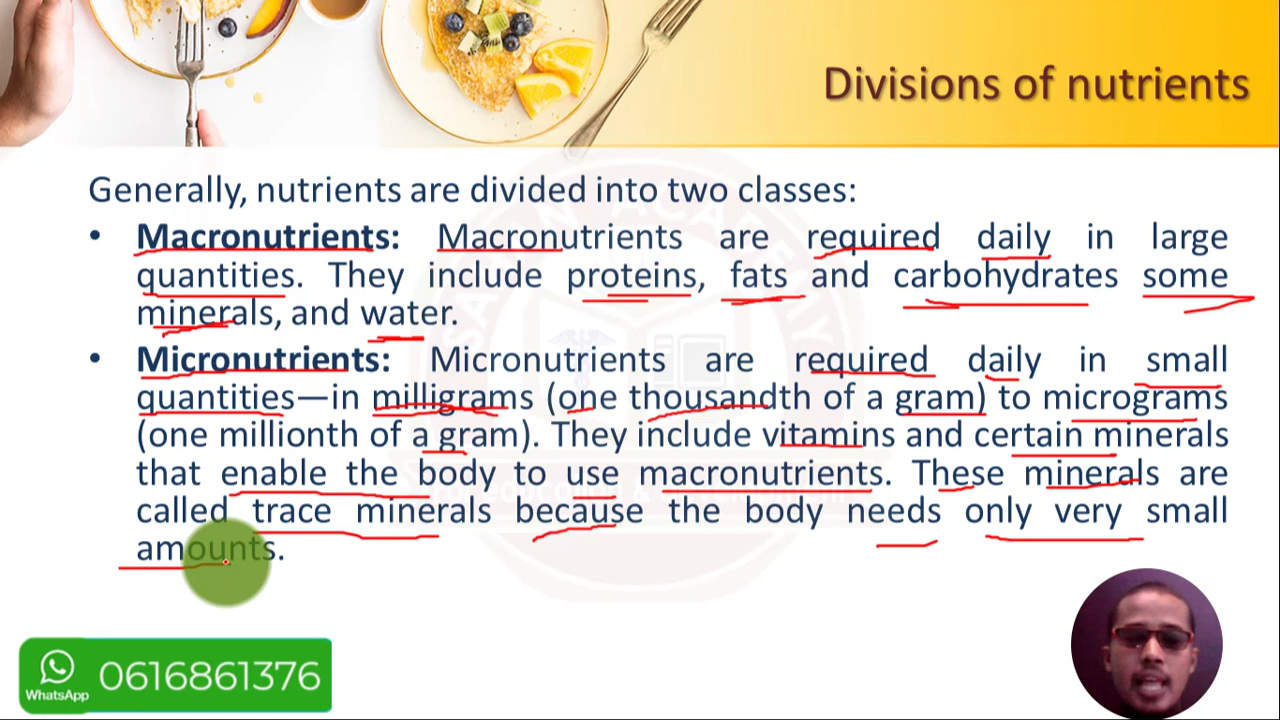 Divisions of nutrients
Generally, nutrients are divided into two classes:
• Macronutrients: Macronutrients are required daily in large
quantities. They include proteins, fats and carbohydrates some
minerals, and water.
• Micronutrients: Micronutrients are required daily in small
quantities—in milligrams (one thousandth of a gram) to micrograms
(one millionth of a gram). They include vitamins and certain minerals
that enable the body to use macronutrients. These minerals are
called trace minerals because the body needs only very small
amounts.
WhatsApp
0616861376